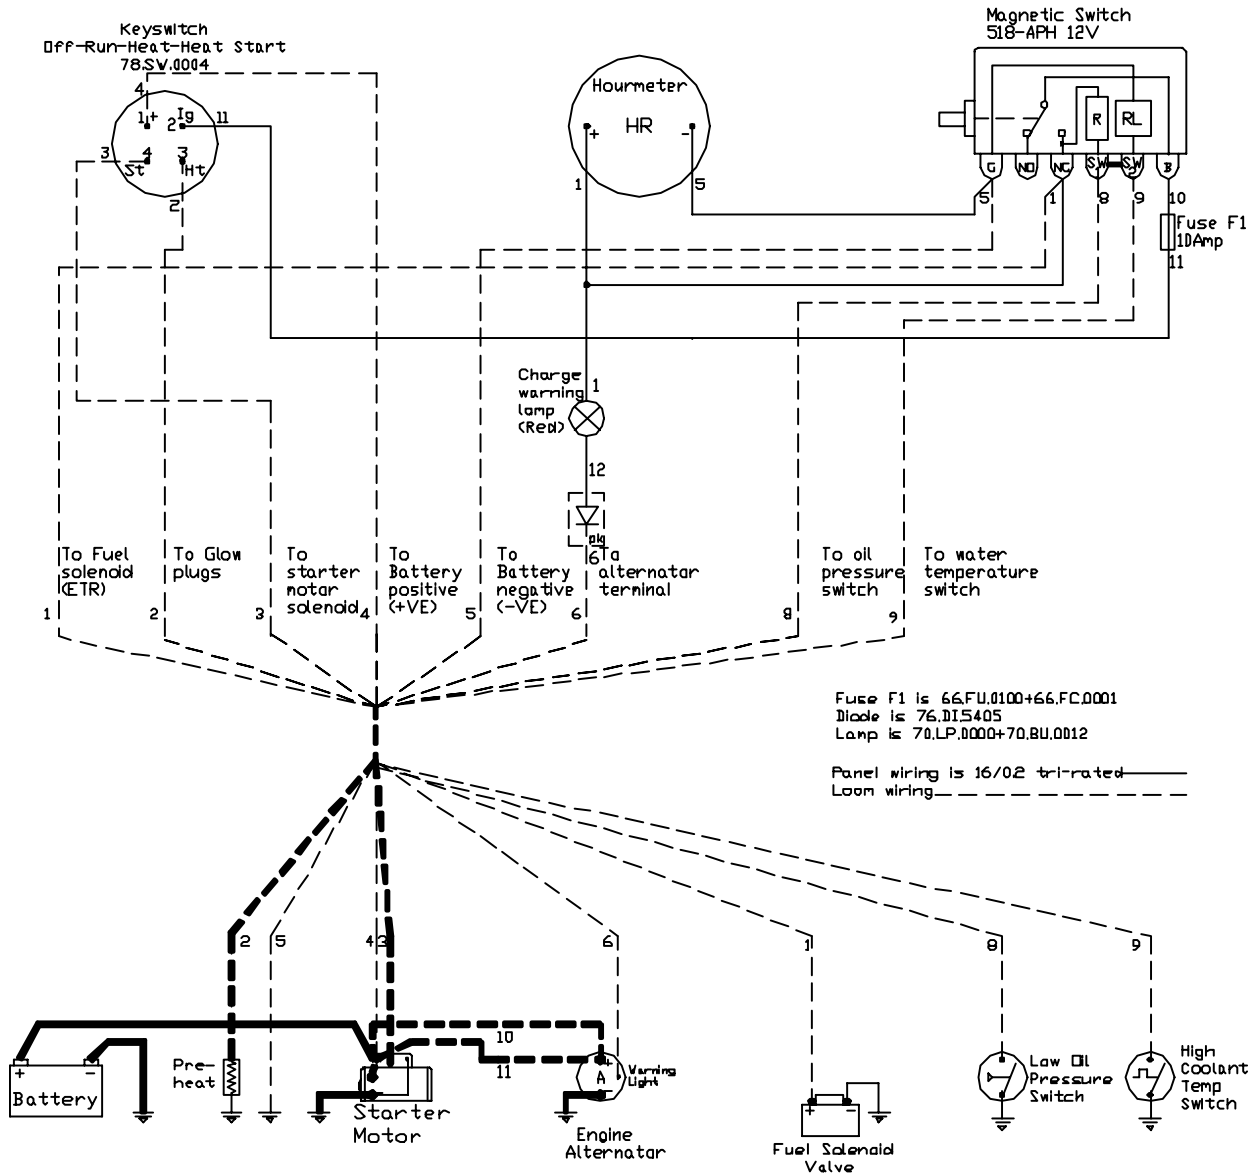 Keyswitch
Off-Run-Heat-Heat Start
78.SW.0004
4
1 +
Ig
2
11
3
4
St
3
Ht
2
Hourmeter
HR
+
-
1
5
Magnetic Switch
518-APH 12V
R
RL
G
NO
NC
SW
SW
2
B
5
1
8
9
10
Fuse F1
10Amp
11
Charge
warning
lamp
(Red)
1
12
pkg
6
To Fuel
solenoid
(ETR)
1
To Glow
plugs
2
To
starter
motor
solenoid
3
To
Battery
positive
(+VE)
4
To
Battery
negative
(-VE)
5
To
alternator
terminal
6
To oil
pressure
switch
8
To water
temperature
switch
9
Fuse F1 is 66.FU.0100+66.FC.0001
Diode is 76.DI.5405
Lamp is 70.LP.0000+70.BU.0012
Panel wiring is 16/0.2 tri-rated
Loom wiring
2
5
4
3
6
1
8
9
10
11
+ -
Battery
Pre-
heat
Starter
Motor
+
A
-
Warning
Light
Engine
Alternator
+ -
Fuel Solenoid
Valve
Low Oil
Pressure
Switch
High
Coolant
Temp
Switch